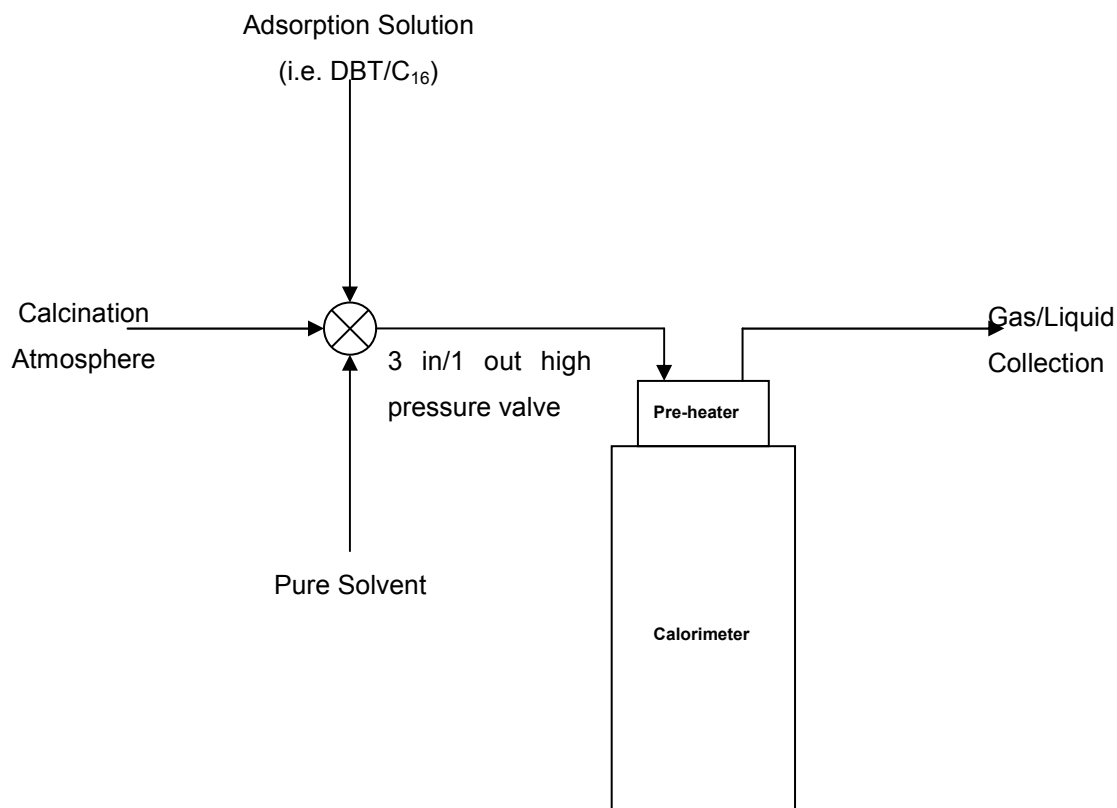 Adsorption Solution
(i.e. DBT/C₁₆)
Calcination
Atmosphere
3 in/1 out high
pressure valve
Gas/Liquid
Collection
Pre-heater
Pure Solvent
Calorimeter